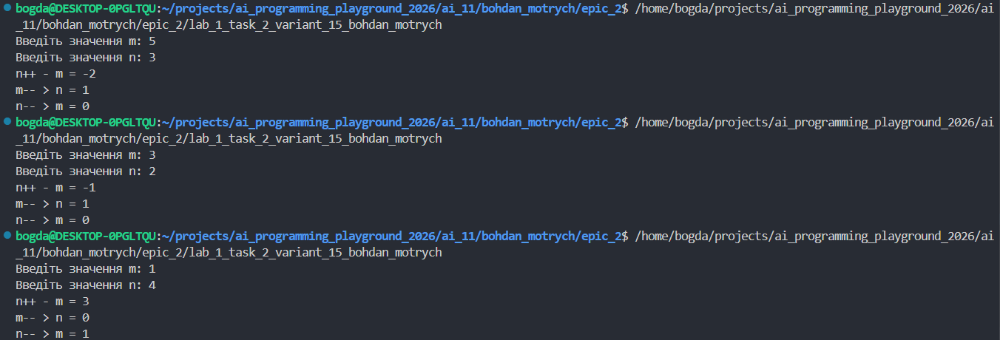 bogda@DESKTOP-0PGLTQU:~/projects/ai_programming_playground_2026/ai_11/bohdan_motrych/epic_2$ /home/bogda/projects/ai_programming_playground_2026/ai
_11/bohdan_motrych/epic_2/lab_1_task_2_variant_15_bohdan_motrych
Введіть значення m: 5
Введіть значення n: 3
n++ - m = -2
m-- > n = 1
n-- > m = 0
bogda@DESKTOP-0PGLTQU:~/projects/ai_programming_playground_2026/ai_11/bohdan_motrych/epic_2$ /home/bogda/projects/ai_programming_playground_2026/ai
_11/bohdan_motrych/epic_2/lab_1_task_2_variant_15_bohdan_motrych
Введіть значення m: 3
Введіть значення n: 2
n++ - m = -1
m-- > n = 1
n-- > m = 0
bogda@DESKTOP-0PGLTQU:~/projects/ai_programming_playground_2026/ai_11/bohdan_motrych/epic_2$ /home/bogda/projects/ai_programming_playground_2026/ai
_11/bohdan_motrych/epic_2/lab_1_task_2_variant_15_bohdan_motrych
Введіть значення m: 1
Введіть значення n: 4
n++ - m = 3
m-- > n = 0
n-- > m = 1